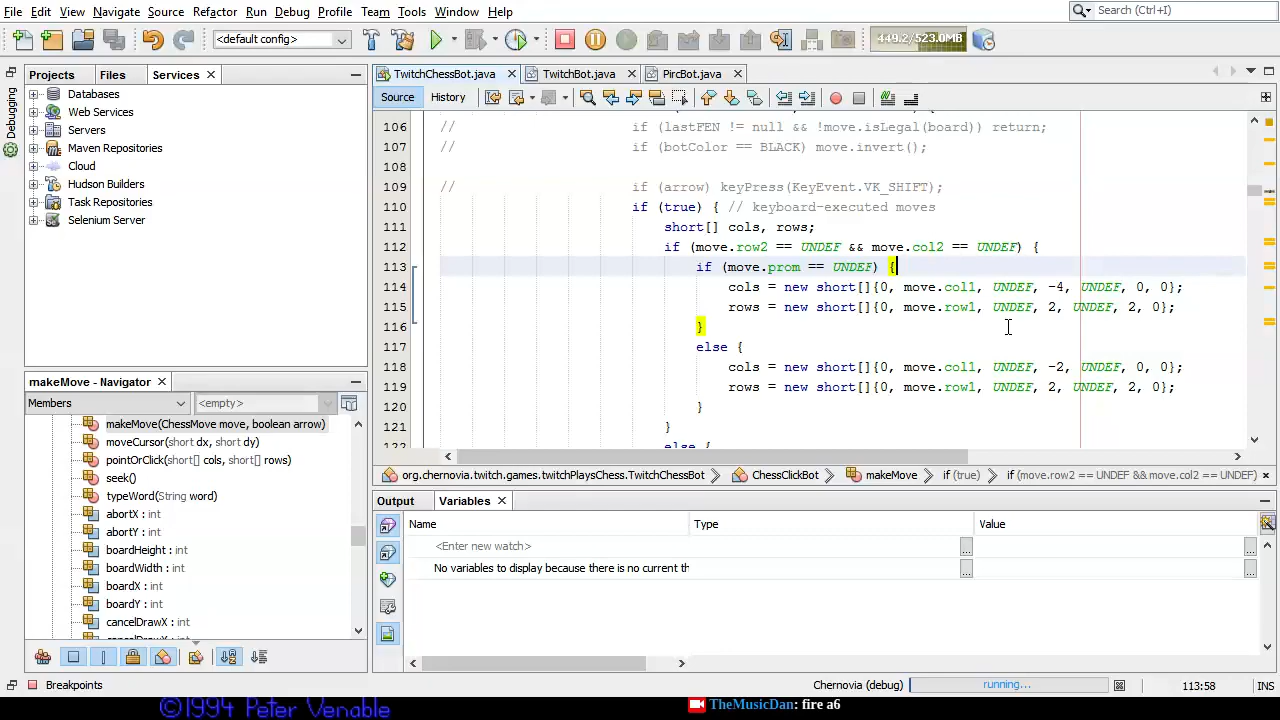 File Edit View Navigate Source Refactor Run Debug Profile Team Tools Window Help Search (Ctrl+I)
<default config> 449.2/523.0MB
Projects Files Services TwitchChessBot.java TwitchBot.java PircBot.java
Source History
Debugging
Databases
Web Services
Servers
Maven Repositories
Cloud
Hudson Builders
Task Repositories
Selenium Server
106 // if (lastFEN != null && !move.isLegal(board)) return;
107 // if (botColor == BLACK) move.invert();
108
109 // if (arrow) keyPress(KeyEvent.VK_SHIFT);
110 if (true) { // keyboard-executed moves
111 short[] cols, rows;
112 if (move.row2 == UNDEF && move.col2 == UNDEF) {
113 if (move.prom == UNDEF) {
114 cols = new short[]{0, move.col1, UNDEF, -4, UNDEF, 0, 0};
115 rows = new short[]{0, move.row1, UNDEF, 2, UNDEF, 2, 0};
116 }
117 else {
118 cols = new short[]{0, move.col1, UNDEF, -2, UNDEF, 0, 0};
119 rows = new short[]{0, move.row1, UNDEF, 2, UNDEF, 2, 0};
120 }
121 }
122 else {
org.chernovia.twitch.games.twitchPlaysChess.TwitchChessBot ChessClickBot makeMove if (true) if (move.row2 == UNDEF && move.col2 == UNDEF)
makeMove - Navigator
Members <empty>
makeMove(ChessMove move, boolean arrow)
moveCursor(short dx, short dy)
pointOrClick(short[] cols, short[] rows)
seek()
typeWord(String word)
abortX : int
abortY : int
boardHeight : int
boardWidth : int
boardX : int
boardY : int
cancelDrawX : int
Output Variables
Name Type Value
<Enter new watch> ... ...
No variables to display because there is no current th ... ...
Breakpoints Chernovia (debug) running... 113:58 INS
©1994 Peter Venable TheMusicDan: fire a6